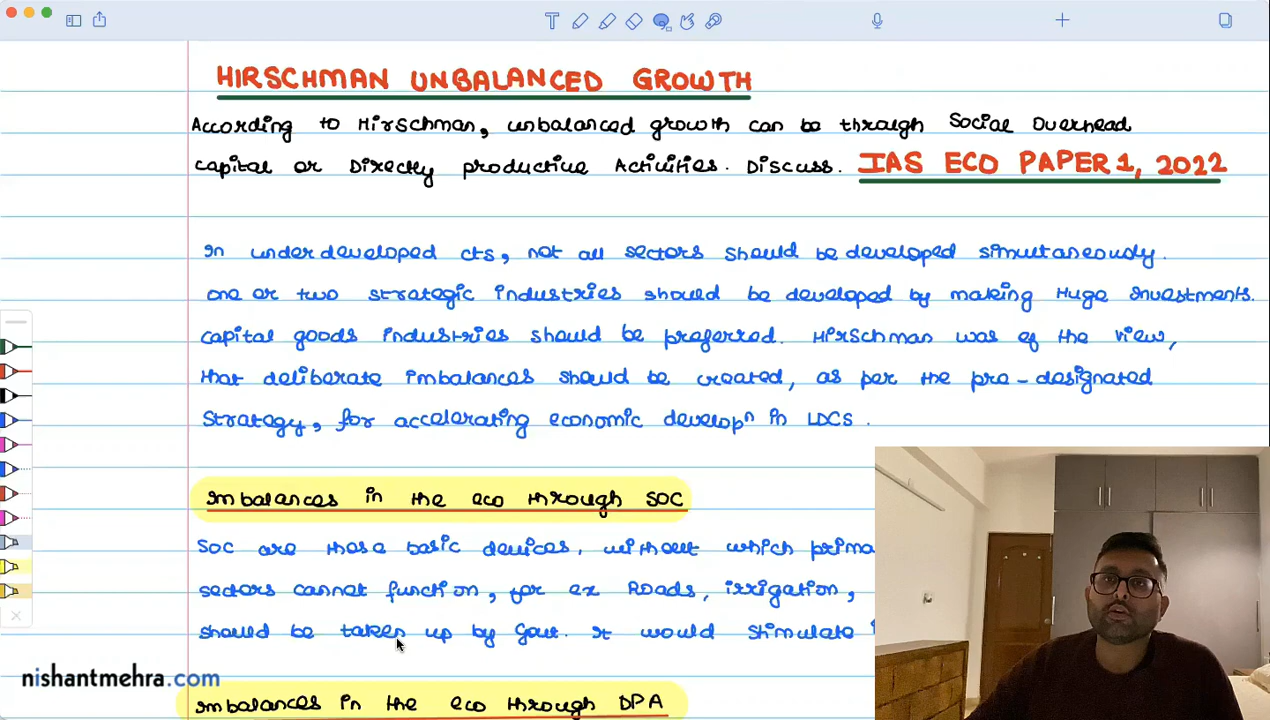 HIRSCHMAN UNBALANCED GROWTH
According to Hirschman, unbalanced growth can be through Social Overhead
capital or Directly productive Activities. Discuss. IAS ECO PAPER 1, 2022
In underdeveloped cts, not all sectors should be developed simultaneously.
one or two strategic industries should be developed by making Huge Investments.
capital goods industries should be preferred. Hirschman was of the view,
that deliberate imbalances should be created, as per the pre-designated
strategy, for accelerating economic developⁿ in LDCS.
Imbalances in the eco through SOC
SOC are those basic devices, without which prima
sectors cannot function, for ex Roads, irrigation,
should be taken up by Govt. It would stimulate
nishantmehra.com
Imbalances in the eco through DPA